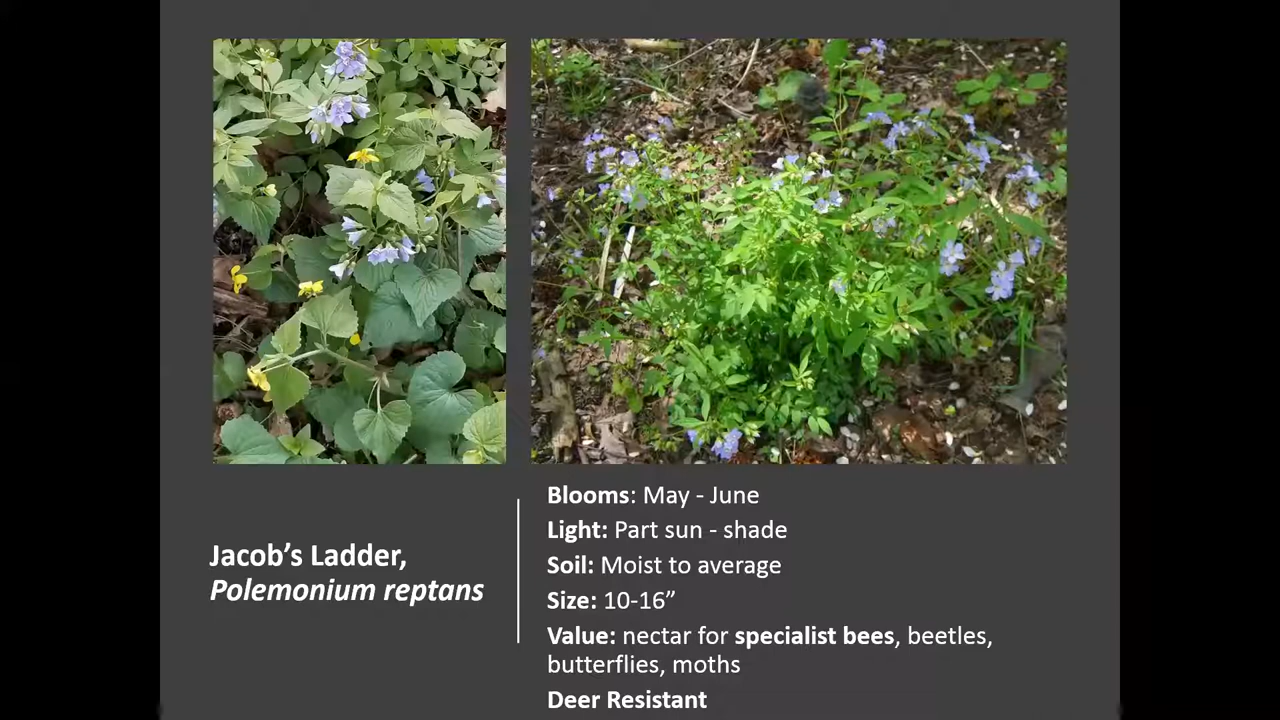 Jacob’s Ladder,
Polemonium reptans
Blooms: May - June
Light: Part sun - shade
Soil: Moist to average
Size: 10-16”
Value: nectar for specialist bees, beetles,
butterflies, moths
Deer Resistant